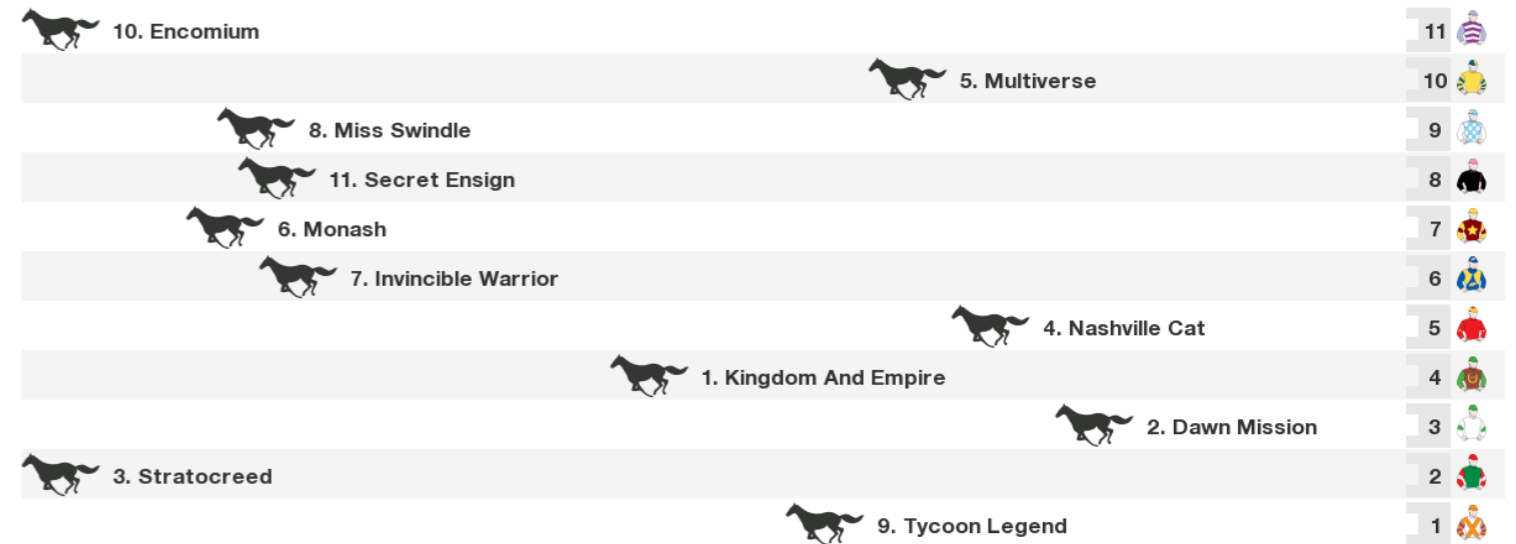 10. Encomium 11
5. Multiverse 10
8. Miss Swindle 9
11. Secret Ensign 8
6. Monash 7
7. Invincible Warrior 6
4. Nashville Cat 5
1. Kingdom And Empire 4
2. Dawn Mission 3
3. Stratocreed 2
9. Tycoon Legend 1